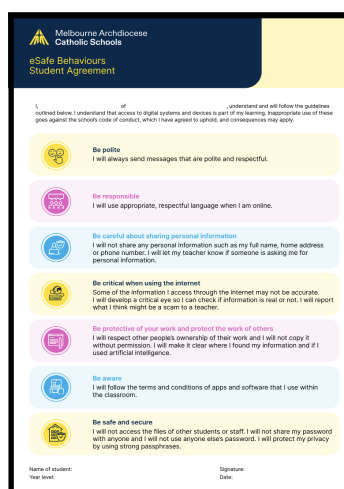 Melbourne Archdiocese
Catholic Schools
eSafe Behaviours
Student Agreement
I, of , understand and will follow the guidelines
outlined below. I understand that access to digital systems and devices is part of my learning. Inappropriate use of these
goes against the school's code of conduct, which I have agreed to uphold, and consequences may apply.
Be polite
I will always send messages that are polite and respectful.
Be responsible
I will use appropriate, respectful language when I am online.
Be careful about sharing personal information
I will not share any personal information such as my full name, home address
or phone number. I will let my teacher know if someone is asking me for
personal information.
Be critical when using the internet
Some of the information I access through the internet may not be accurate.
I will develop a critical eye so I can check if information is real or not. I will report
what I think might be a scam to a teacher.
Be protective of your work and protect the work of others
I will respect other people's ownership of their work and I will not copy it
without permission. I will make it clear where I found my information and if I
used artificial intelligence.
Be aware
I will follow the terms and conditions of apps and software that I use within
the classroom.
Be safe and secure
I will not access the files of other students or staff. I will not share my password
with anyone and I will not use anyone else's password. I will protect my privacy
by using strong passphrases.
Name of student: Signature:
Year level: Date: